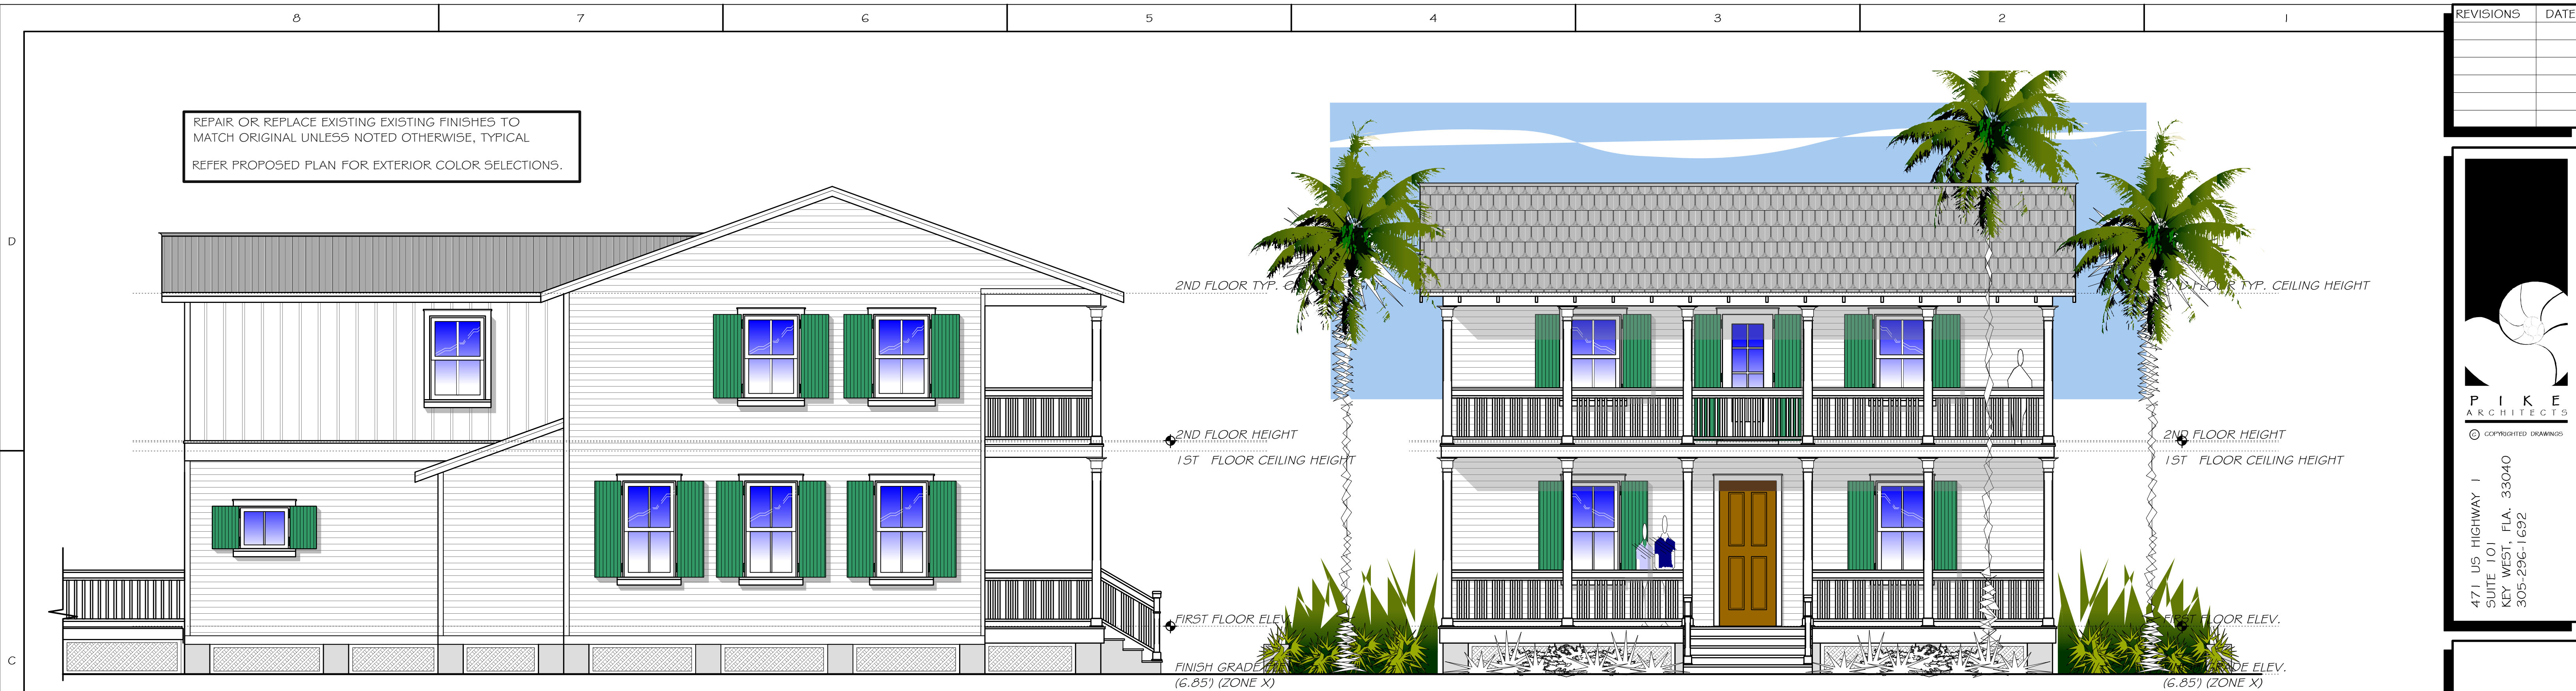 8 7 6 5 4 3 2 1
REVISIONS DATE
REPAIR OR REPLACE EXISTING EXISTING FINISHES TO
MATCH ORIGINAL UNLESS NOTED OTHERWISE, TYPICAL
REFER PROPOSED PLAN FOR EXTERIOR COLOR SELECTIONS.
D
C
2ND FLOOR TYP.
2ND FLOOR HEIGHT
1ST FLOOR CEILING HEIGHT
FIRST FLOOR ELEV.
FINISH GRADE
(6.85') (ZONE X)
FLOOR TYP. CEILING HEIGHT
2ND FLOOR HEIGHT
1ST FLOOR CEILING HEIGHT
FIRST FLOOR ELEV.
GRADE ELEV.
(6.85') (ZONE X)
PIKE
ARCHITECTS
© COPYRIGHTED DRAWINGS
471 US HIGHWAY 1
SUITE 101
KEY WEST, FLA. 33040
305-296-1692